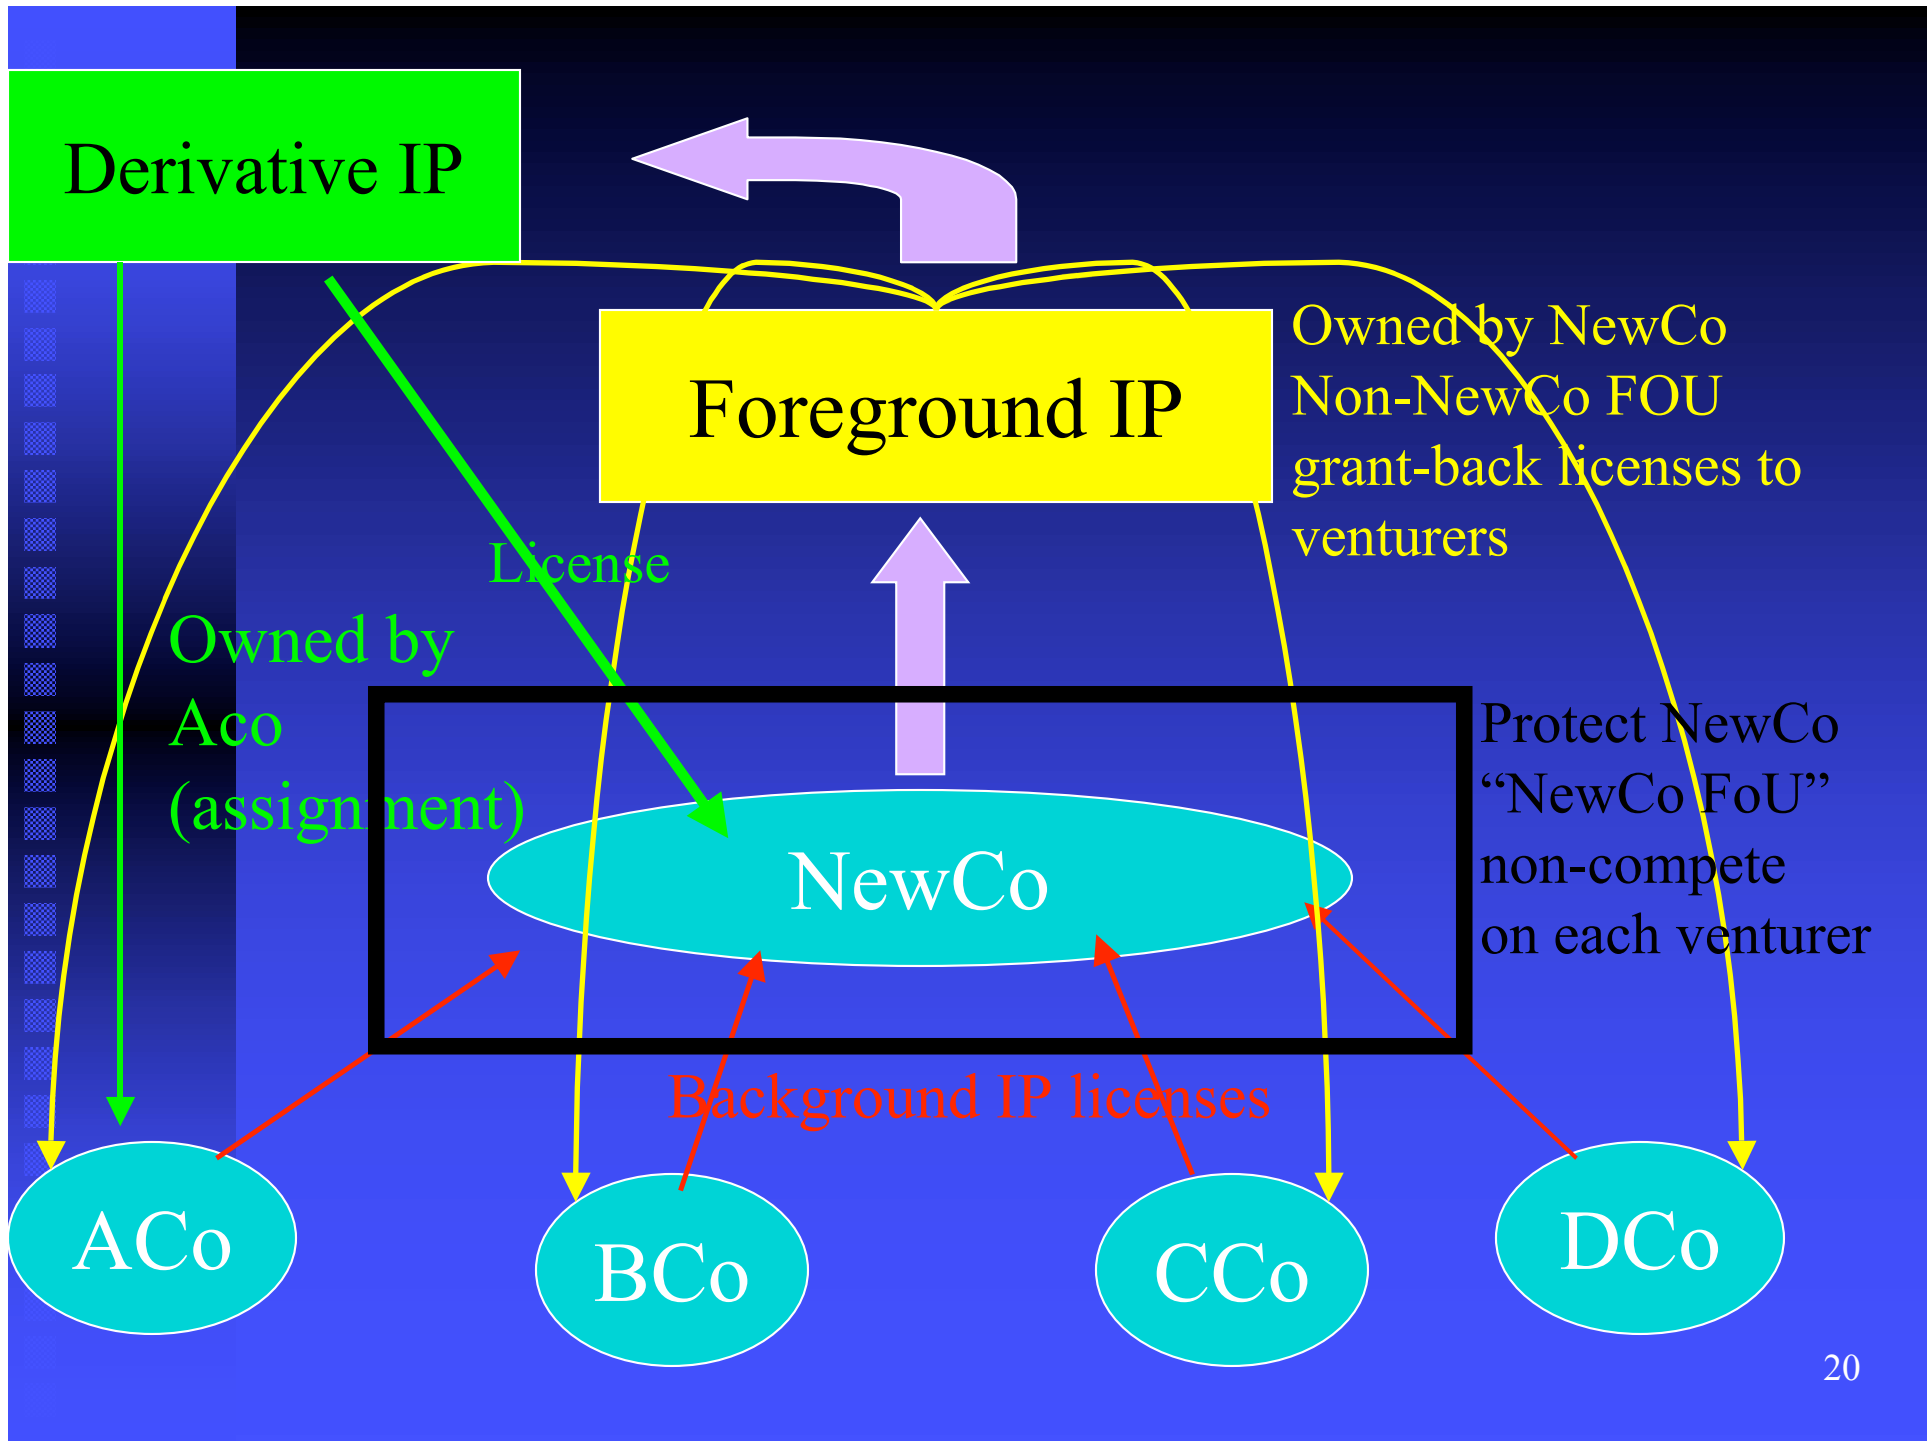 Derivative IP
Foreground IP
Owned by NewCo
Non-NewCo FOU
grant-back licenses to
venturers
License
Owned by
Aco
(assignment)
Protect NewCo
“NewCo FoU”
non-compete
on each venturer
NewCo
Background IP licenses
ACo
BCo
CCo
DCo
20